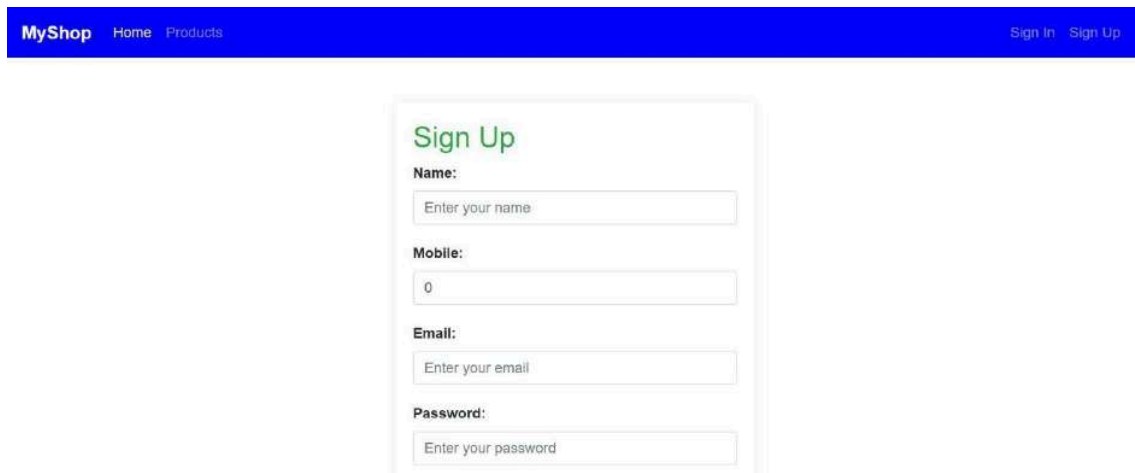 MyShop Home Products Sign In Sign Up
Sign Up
Name:
Enter your name
Mobile:
0
Email:
Enter your email
Password:
Enter your password